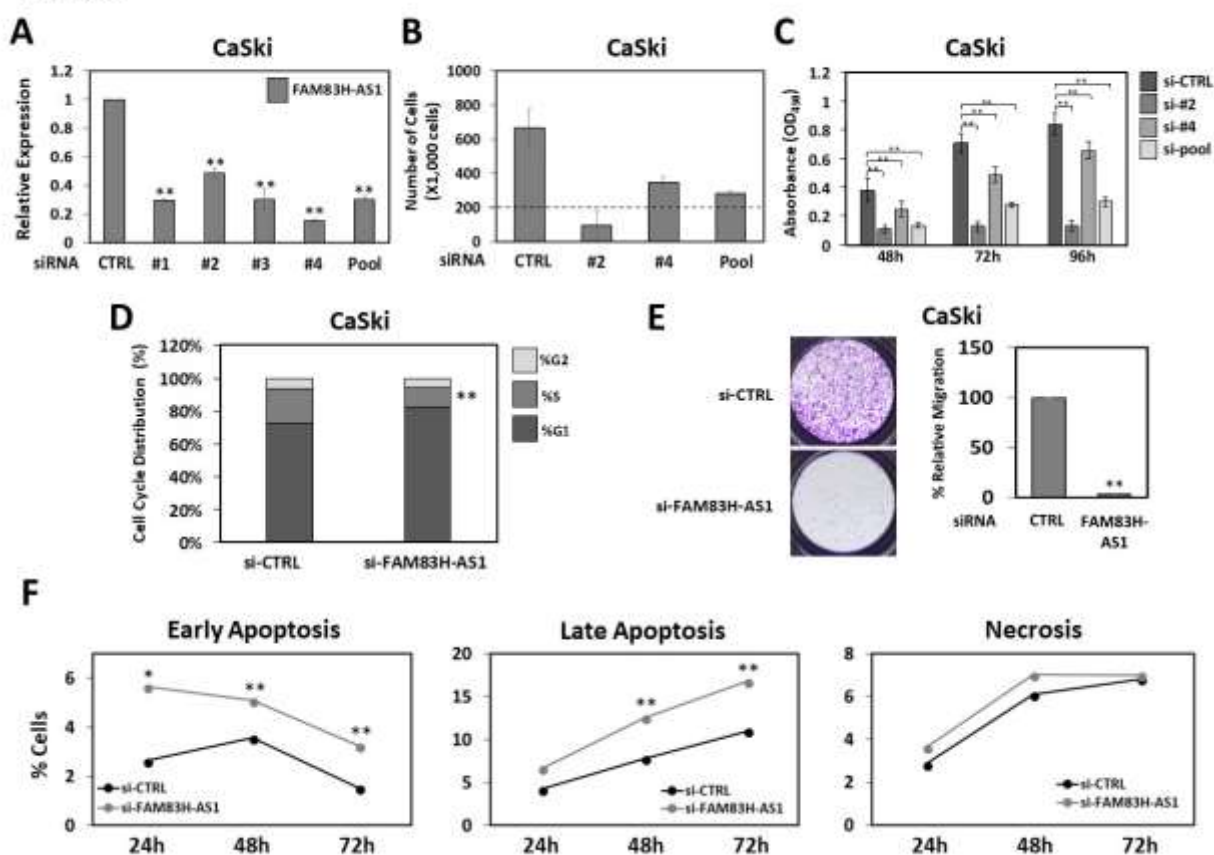 A
CaSki
Relative Expression
1.2
1
0.8
0.6
0.4
0.2
0
FAM83H-AS1
**
**
**
**
**
siRNA CTRL #1 #2 #3 #4 Pool
B
CaSki
Number of Cells
(X1,000 cells)
1000
800
600
400
200
0
siRNA CTRL #2 #4 Pool
C
CaSki
Absorbance (OD490)
1.2
1
0.8
0.6
0.4
0.2
0
** ** **
** ** **
** ** **
48h 72h 96h
si-CTRL
si-#2
si-#4
si-pool
D
CaSki
Cell Cycle Distribution (%)
120%
100%
80%
60%
40%
20%
0%
**
%G2
%S
%G1
si-CTRL si-FAM83H-AS1
E
CaSki
si-CTRL
si-FAM83H-AS1
% Relative Migration
150
100
50
0
**
siRNA CTRL FAM83H-
AS1
F
Early Apoptosis
% Cells
6
4
2
0
* ** **
si-CTRL
si-FAM83H-AS1
24h 48h 72h
Late Apoptosis
20
15
10
5
0
** **
si-CTRL
si-FAM83H-AS1
24h 48h 72h
Necrosis
8
6
4
2
0
si-CTRL
si-FAM83H-AS1
24h 48h 72h